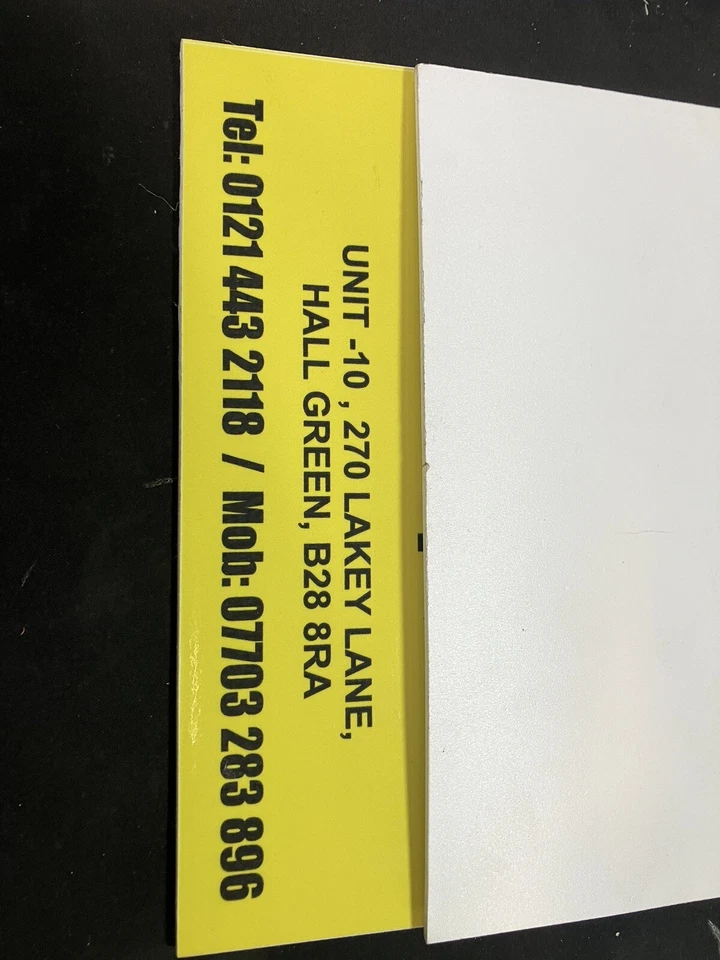 UNIT -10 , 270 LAKEY LANE,
HALL GREEN, B28 8RA
Tel: 0121 443 2118 / Mob: 07703 283 896